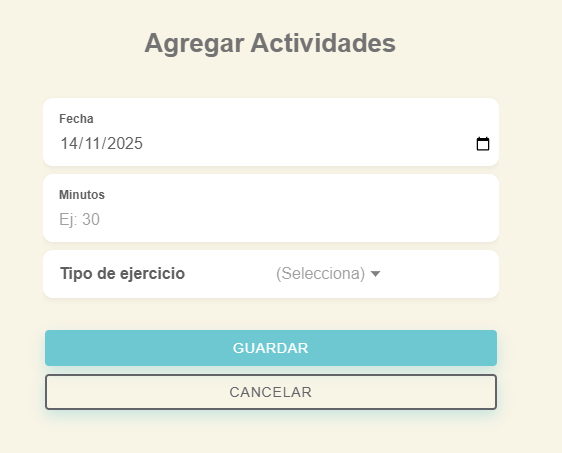 Agregar Actividades
Fecha
14/11/2025
Minutos
Ej: 30
Tipo de ejercicio (Selecciona)
GUARDAR
CANCELAR